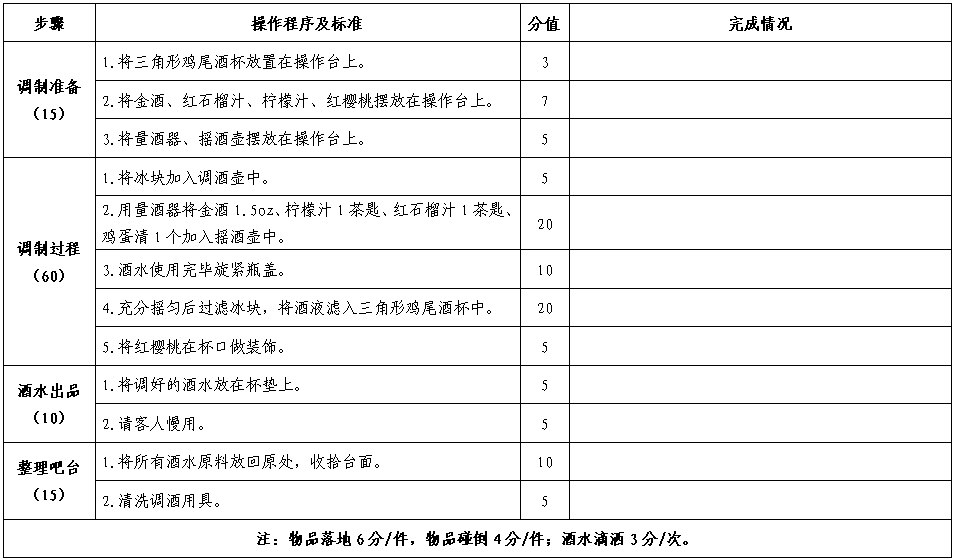 步骤 操作程序及标准 分值 完成情况
调制准备
（15）
1.将三角形鸡尾酒杯放置在操作台上。 3
2.将金酒、红石榴汁、柠檬汁、红樱桃摆放在操作台上。 7
3.将量酒器、摇酒壶摆放在操作台上。 5
调制过程
（60）
1.将冰块加入调酒壶中。 5
2.用量酒器将金酒1.5oz、柠檬汁1茶匙、红石榴汁1茶匙、
鸡蛋清1个加入摇酒壶中。 20
3.酒水使用完毕旋紧瓶盖。 10
4.充分摇匀后过滤冰块，将酒液滤入三角形鸡尾酒杯中。 20
5.将红樱桃在杯口做装饰。 5
酒水出品
（10）
1.将调好的酒水放在杯垫上。 5
2.请客人慢用。 5
整理吧台
（15）
1.将所有酒水原料放回原处，收拾台面。 10
2.清洗调酒用具。 5
注：物品落地6分/件，物品碰倒4分/件；酒水滴洒3分/次。